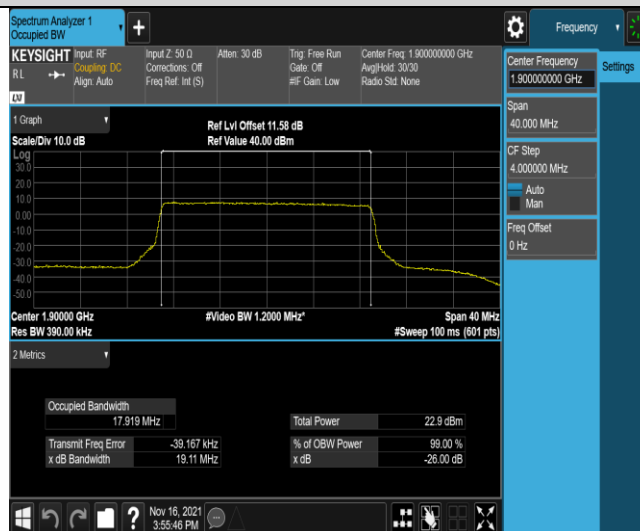 Spectrum Analyzer 1
Occupied BW
+
Frequency
KEYSIGHT Input: RF Input Z: 50 Ω Atten: 30 dB Trig: Free Run Center Freq: 1.900000000 GHz
RL Coupling: DC Corrections: Off Gate: Off Avg|Hold: 30/30
Align: Auto Freq Ref: Int (S) #IF Gain: Low Radio Std: None
LXI
Center Frequency
1.900000000 GHz
Settings
Span
40.000 MHz
CF Step
4.000000 MHz
Auto
Man
Freq Offset
0 Hz
1 Graph
Ref Lvl Offset 11.58 dB
Scale/Div 10.0 dB Ref Value 40.00 dBm
Log
30.0
20.0
10.0
0.00
-10.0
-20.0
-30.0
-40.0
-50.0
Center 1.90000 GHz #Video BW 1.2000 MHz* Span 40 MHz
Res BW 390.00 kHz #Sweep 100 ms (601 pts)
2 Metrics
Occupied Bandwidth
17.919 MHz Total Power 22.9 dBm
Transmit Freq Error -39.167 kHz % of OBW Power 99.00 %
x dB Bandwidth 19.11 MHz x dB -26.00 dB
? Nov 16, 2021
3:55:46 PM